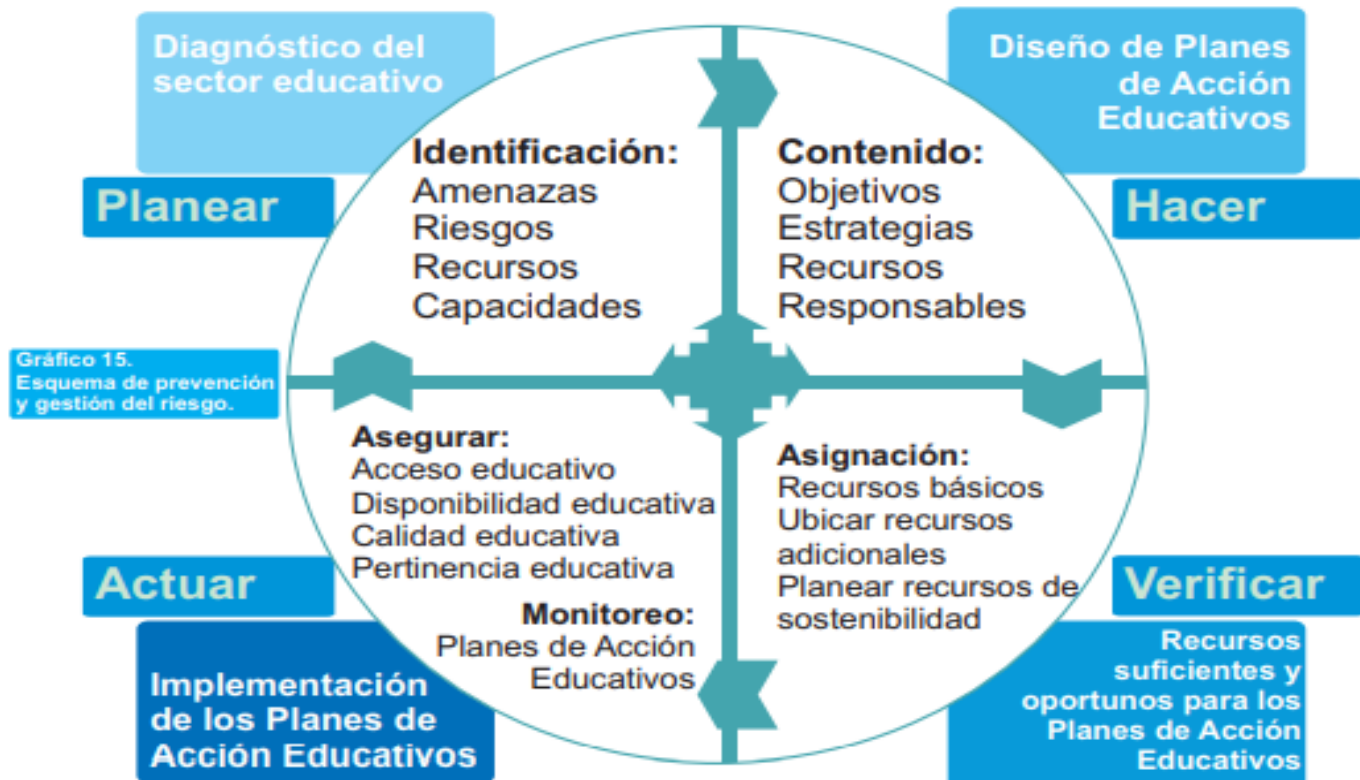 Diagnóstico del
sector educativo
Planear
Identificación:
Amenazas
Riesgos
Recursos
Capacidades
Diseño de Planes
de Acción
Educativos
Hacer
Contenido:
Objetivos
Estrategias
Recursos
Responsables
Gráfico 15.
Esquema de prevención
y gestión del riesgo.
Asegurar:
Acceso educativo
Disponibilidad educativa
Calidad educativa
Pertinencia educativa
Monitoreo:
Planes de Acción
Educativos
Actuar
Implementación
de los Planes de
Acción Educativos
Asignación:
Recursos básicos
Ubicar recursos
adicionales
Planear recursos de
sostenibilidad
Verificar
Recursos
suficientes y
oportunos para los
Planes de Acción
Educativos